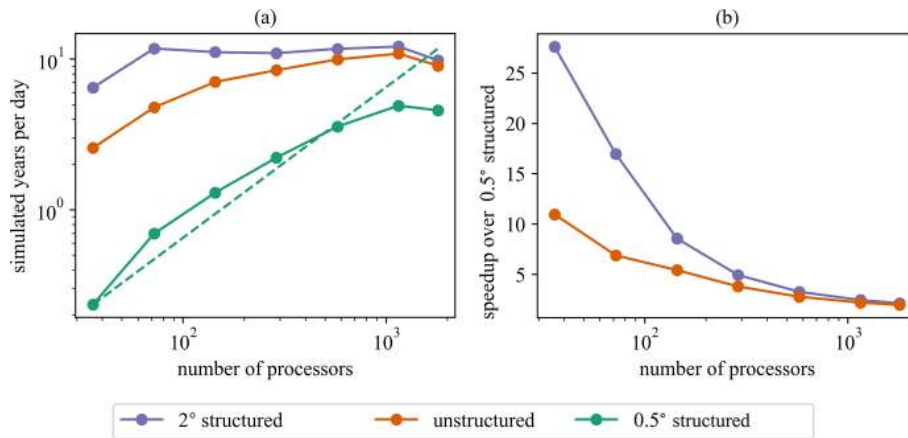 (a)
simulated years per day
10¹
10⁰
10²
10³
number of processors
(b)
speedup over 0.5° structured
25
20
15
10
5
10²
10³
number of processors
2° structured
unstructured
0.5° structured